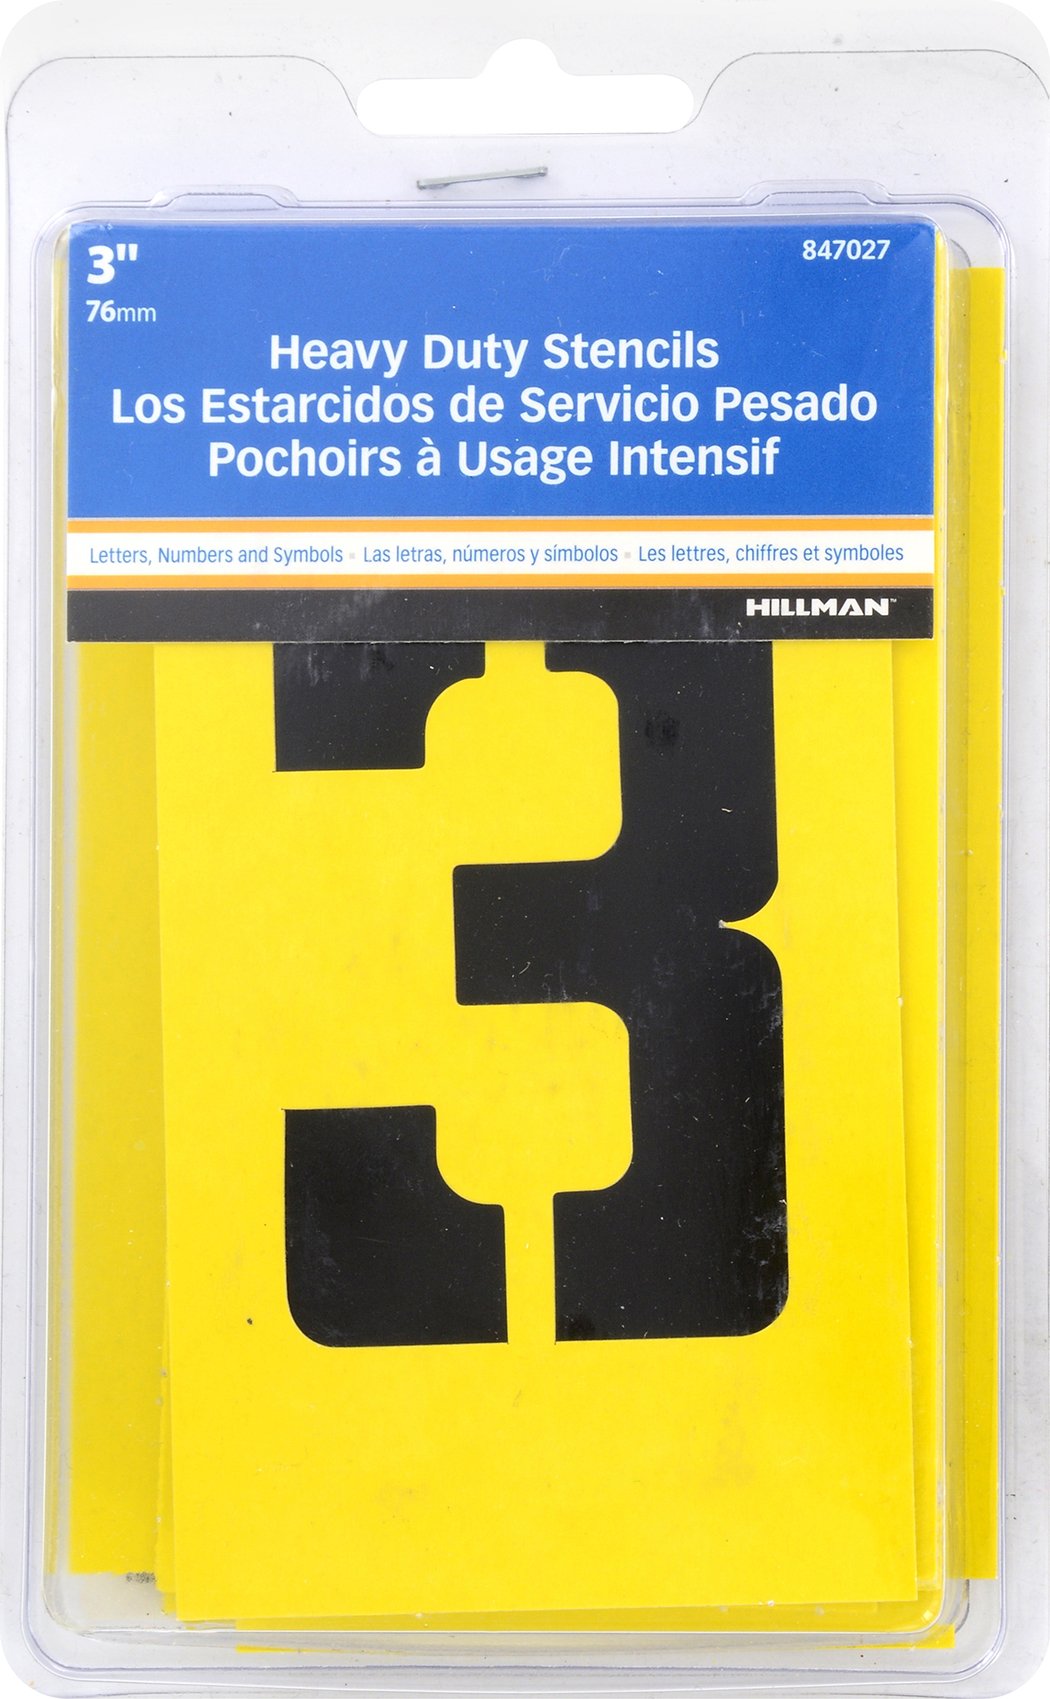 3"
847027
76mm
Heavy Duty Stencils
Los Estarcidos de Servicio Pesado
Pochoirs à Usage Intensif
Letters, Numbers and Symbols ▪ Las letras, números y símbolos ▪ Les lettres, chiffres et symboles
HILLMAN™
3